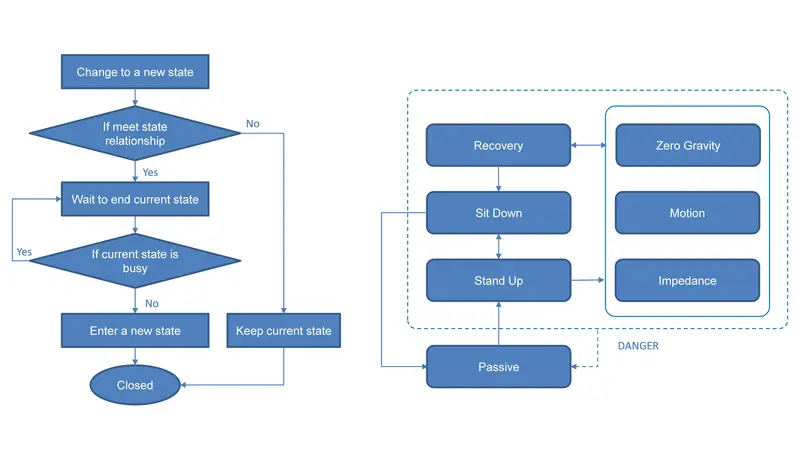 Change to a new state
If meet state
relationship
No
Yes
Wait to end current state
If current state is
busy
Yes
No
Enter a new state
Keep current state
Closed
Recovery
Zero Gravity
Sit Down
Motion
Stand Up
Impedance
DANGER
Passive